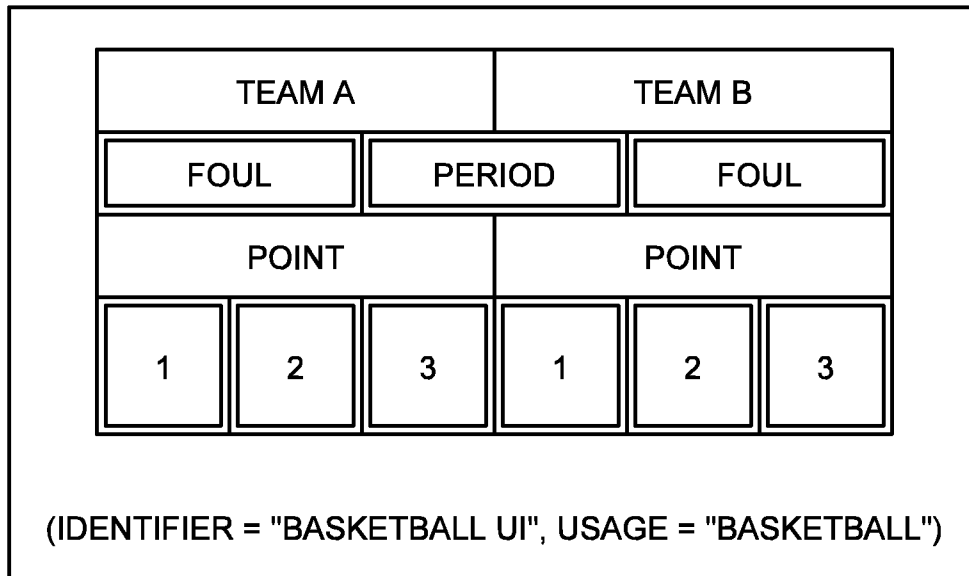 TEAM A TEAM B
FOUL PERIOD FOUL
POINT POINT
1 2 3 1 2 3
(IDENTIFIER = "BASKETBALL UI", USAGE = "BASKETBALL")